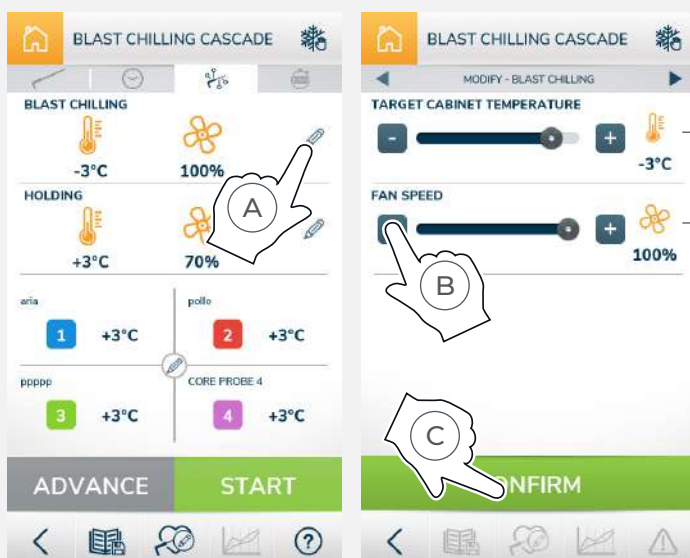 BLAST CHILLING CASCADE
BLAST CHILLING
-3°C 100%
A
HOLDING
+3°C 70%
aria pollo
1 +3°C 2 +3°C
ppppp CORE PROBE 4
3 +3°C 4 +3°C
ADVANCE START
?
BLAST CHILLING CASCADE
MODIFY - BLAST CHILLING
TARGET CABINET TEMPERATURE
- +
-3°C
FAN SPEED
+
100%
B
C
ONFIRM